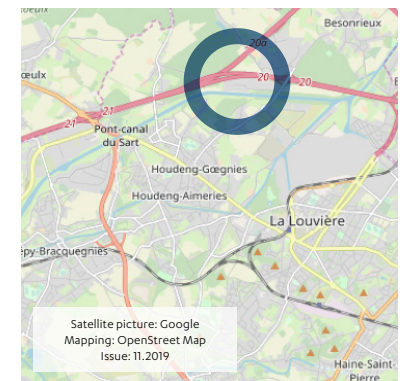 Besonrieux
20a
20
20
œulx
21
21
Pont-canal
du Sart
Houdeng-Gœgnies
Houdeng-Aimeries
La Louvière
épy-Bracquegnies
Satellite picture: Google
Mapping: OpenStreet Map
Issue: 11.2019
Haine-Saint-
Pierre